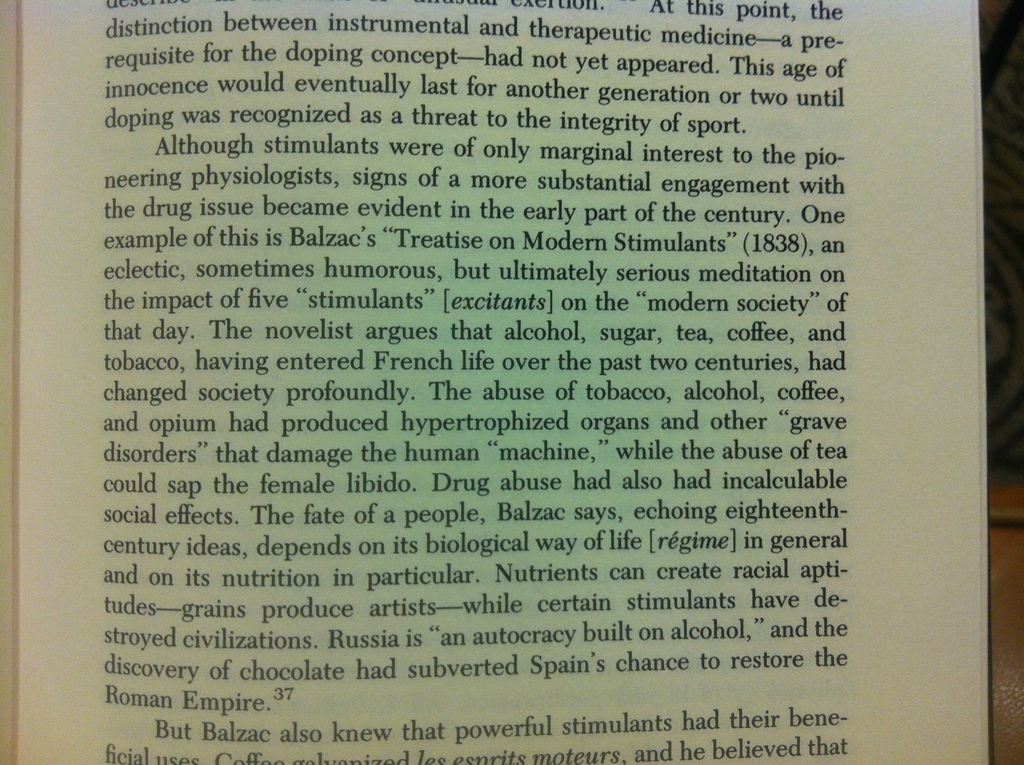 unusual exertion." At this point, the
distinction between instrumental and therapeutic medicine—a pre-
requisite for the doping concept—had not yet appeared. This age of
innocence would eventually last for another generation or two until
doping was recognized as a threat to the integrity of sport.
Although stimulants were of only marginal interest to the pio-
neering physiologists, signs of a more substantial engagement with
the drug issue became evident in the early part of the century. One
example of this is Balzac's “Treatise on Modern Stimulants” (1838), an
eclectic, sometimes humorous, but ultimately serious meditation on
the impact of five “stimulants” [excitants] on the “modern society” of
that day. The novelist argues that alcohol, sugar, tea, coffee, and
tobacco, having entered French life over the past two centuries, had
changed society profoundly. The abuse of tobacco, alcohol, coffee,
and opium had produced hypertrophized organs and other “grave
disorders” that damage the human “machine,” while the abuse of tea
could sap the female libido. Drug abuse had also had incalculable
social effects. The fate of a people, Balzac says, echoing eighteenth-
century ideas, depends on its biological way of life [régime] in general
and on its nutrition in particular. Nutrients can create racial apti-
tudes—grains produce artists—while certain stimulants have de-
stroyed civilizations. Russia is “an autocracy built on alcohol,” and the
discovery of chocolate had subverted Spain's chance to restore the
Roman Empire.37
But Balzac also knew that powerful stimulants had their bene-
ficial uses. Coffee galvanized les esprits moteurs, and he believed that